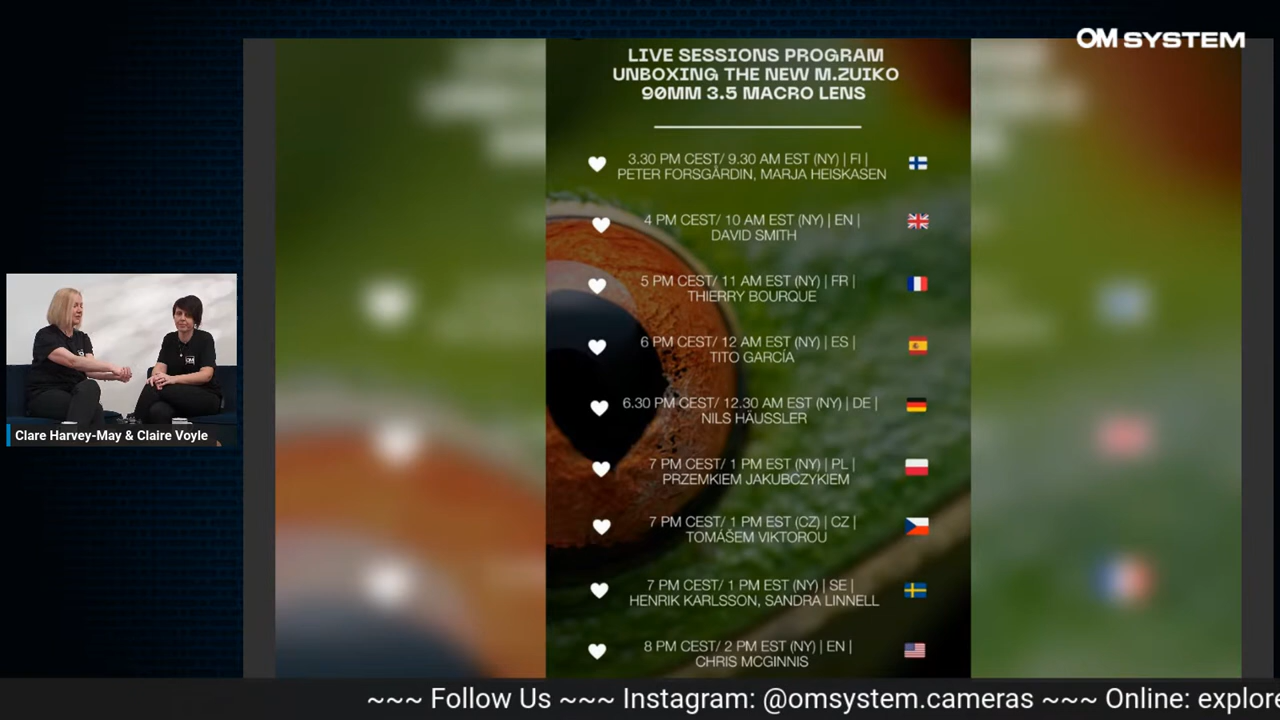 OM SYSTEM
LIVE SESSIONS PROGRAM
UNBOXING THE NEW M.ZUIKO
90MM 3.5 MACRO LENS
3.30 PM CEST/ 9.30 AM EST (NY) | FI |
PETER FORSGÅRDIN, MARJA HEISKASEN
4 PM CEST/ 10 AM EST (NY) | EN |
DAVID SMITH
5 PM CEST/ 11 AM EST (NY) | FR |
THIERRY BOURQUE
6 PM CEST/ 12 AM EST (NY) | ES |
TITO GARCÍA
6.30 PM CEST/ 12.30 AM EST (NY) | DE |
NILS HÄUSSLER
7 PM CEST/ 1 PM EST (NY) | PL |
PRZEMKIEM JAKUBCZYKIEM
7 PM CEST/ 1 PM EST (CZ) | CZ |
TOMÁŠEM VIKTOROU
7 PM CEST/ 1 PM EST (NY) | SE |
HENRIK KARLSSON, SANDRA LINNELL
8 PM CEST/ 2 PM EST (NY) | EN |
CHRIS MCGINNIS
Clare Harvey-May & Claire Voyle
~~~ Follow Us ~~~ Instagram: @omsystem.cameras ~~~ Online: explore